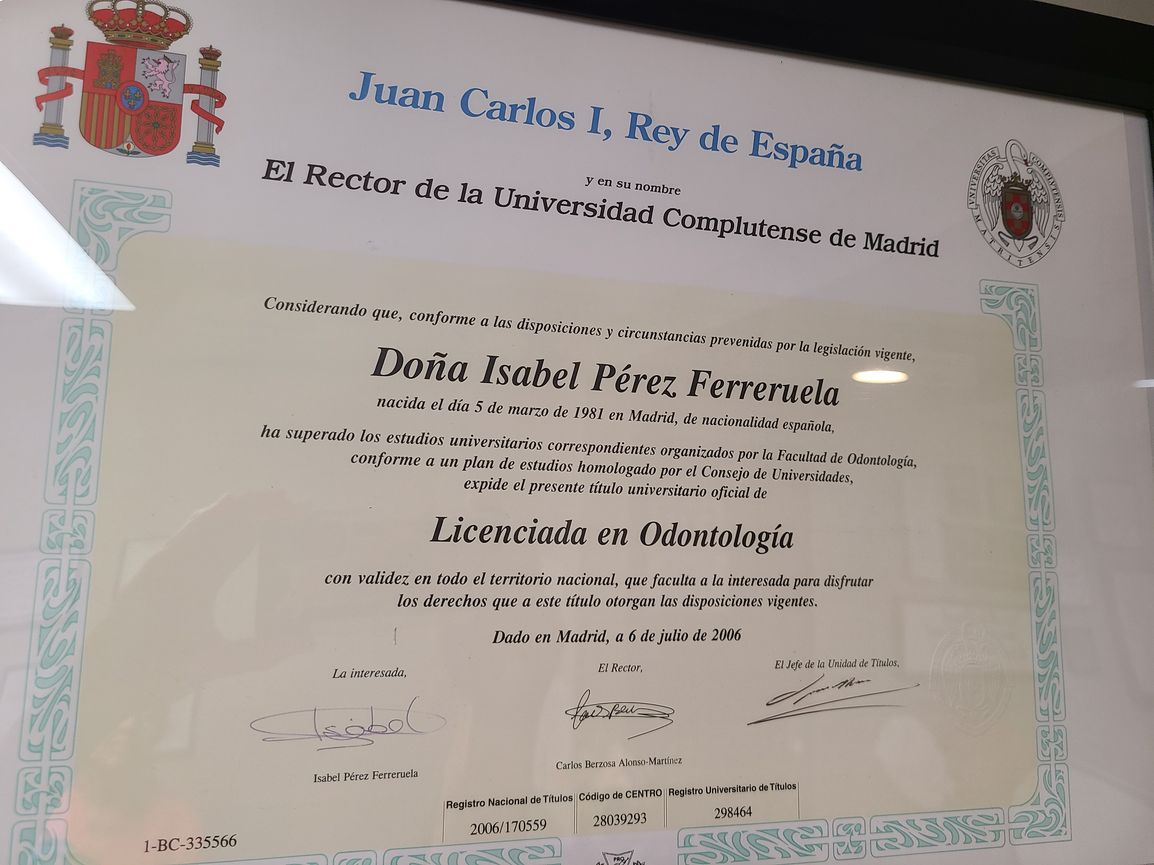 Juan Carlos I, Rey de España
y en su nombre
El Rector de la Universidad Complutense de Madrid
UNIVERSITAS COMPLUTENSIS
MATRITENSIS
Considerando que, conforme a las disposiciones y circunstancias prevenidas por la legislación vigente,
Doña Isabel Pérez Ferreruela
nacida el día 5 de marzo de 1981 en Madrid, de nacionalidad española,
ha superado los estudios universitarios correspondientes organizados por la Facultad de Odontología,
conforme a un plan de estudios homologado por el Consejo de Universidades,
expide el presente título universitario oficial de
Licenciada en Odontología
con validez en todo el territorio nacional, que faculta a la interesada para disfrutar
los derechos que a este título otorgan las disposiciones vigentes.
Dado en Madrid, a 6 de julio de 2006
La interesada,
El Rector,
El Jefe de la Unidad de Títulos,
Isabel
Isabel Pérez Ferreruela
Carlos Berzosa Alonso-Martínez
Registro Nacional de Títulos
Código de CENTRO
Registro Universitario de Títulos
2006/170559
28039293
298464
1-BC-335566